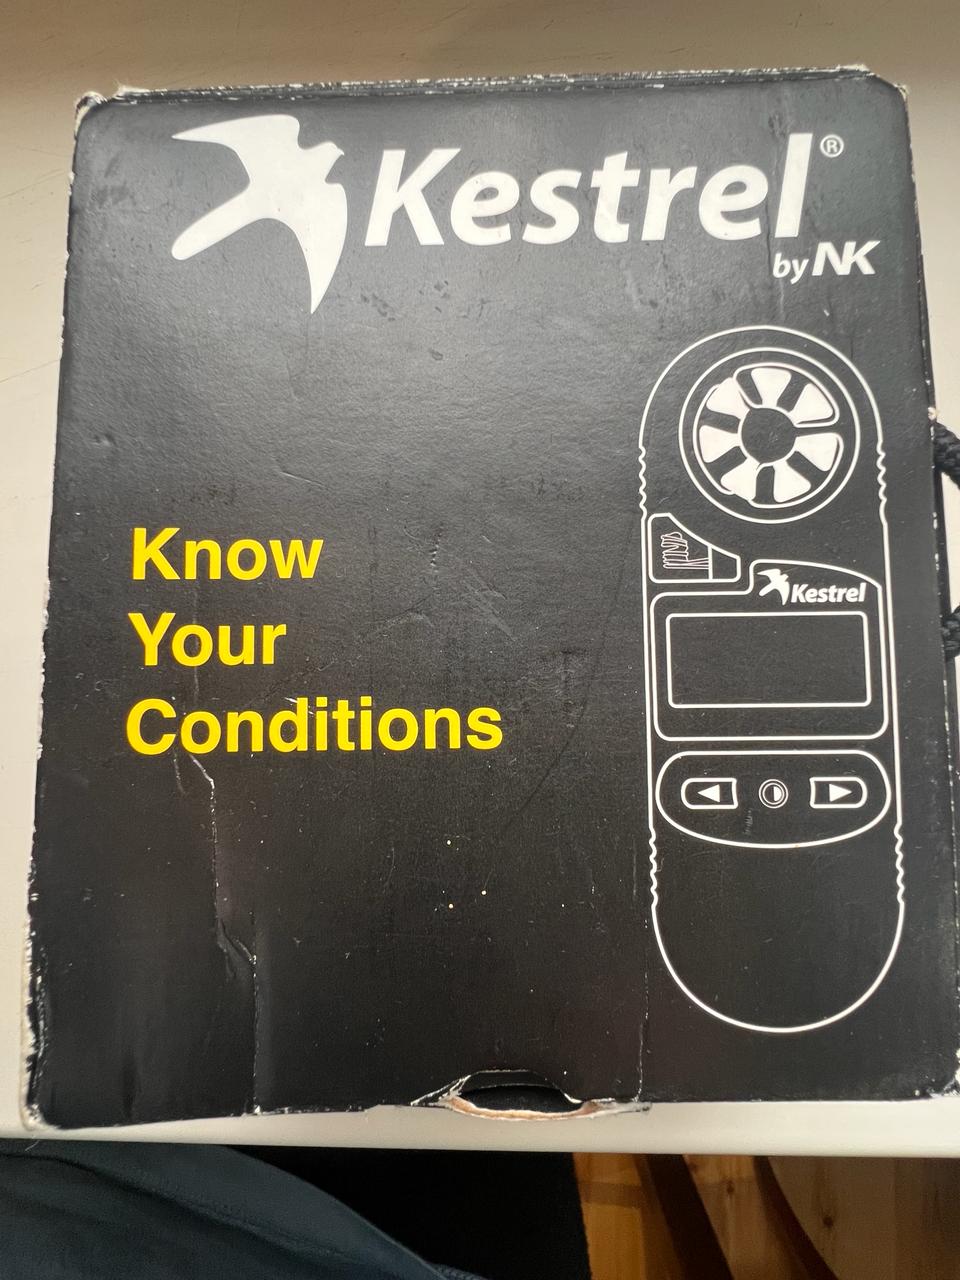 Kestrel®
by NK
Know
Your
Conditions
Kestrel